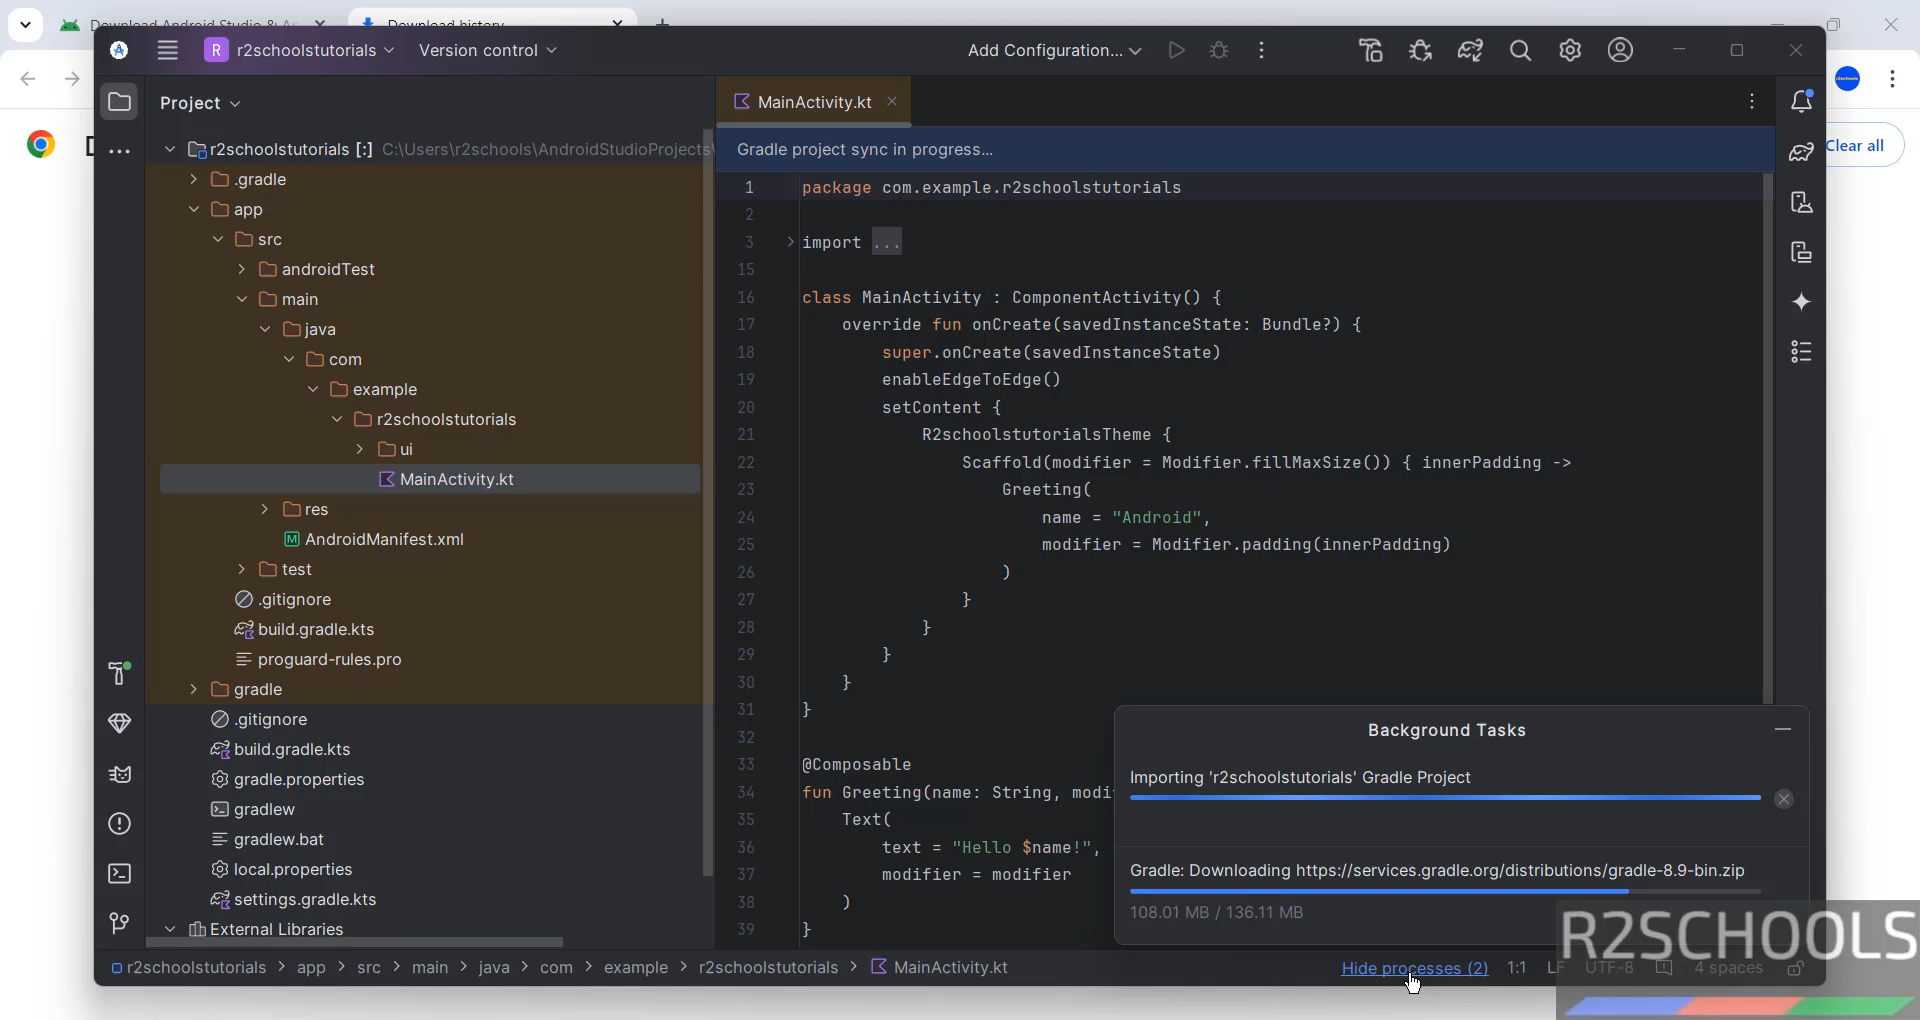 Download Android Studio & A
Download history
R r2schoolstutorials
Version control
Add Configuration...
Project
MainActivity.kt
Clear all
r2schoolstutorials [:] C:\Users\r2schools\AndroidStudioProjects\
.gradle
app
src
androidTest
main
java
com
example
r2schoolstutorials
ui
MainActivity.kt
res
AndroidManifest.xml
test
.gitignore
build.gradle.kts
proguard-rules.pro
gradle
.gitignore
build.gradle.kts
gradle.properties
gradlew
gradlew.bat
local.properties
settings.gradle.kts
External Libraries
Gradle project sync in progress...
1 package com.example.r2schoolstutorials
2
3 import ...
15
16 class MainActivity : ComponentActivity() {
17 override fun onCreate(savedInstanceState: Bundle?) {
18 super.onCreate(savedInstanceState)
19 enableEdgeToEdge()
20 setContent {
21 R2schoolstutorialsTheme {
22 Scaffold(modifier = Modifier.fillMaxSize()) { innerPadding ->
23 Greeting(
24 name = "Android",
25 modifier = Modifier.padding(innerPadding)
26 )
27 }
28 }
29 }
30 }
31 }
32
33 @Composable
34 fun Greeting(name: String, modi
35 Text(
36 text = "Hello $name!",
37 modifier = modifier
38 )
39 }
Background Tasks
Importing 'r2schoolstutorials' Gradle Project
Gradle: Downloading https://services.gradle.org/distributions/gradle-8.9-bin.zip
108.01 MB / 136.11 MB
r2schoolstutorials > app > src > main > java > com > example > r2schoolstutorials > MainActivity.kt
Hide processes (2) 1:1 LF UTF-8 4 spaces
R2SCHOOLS